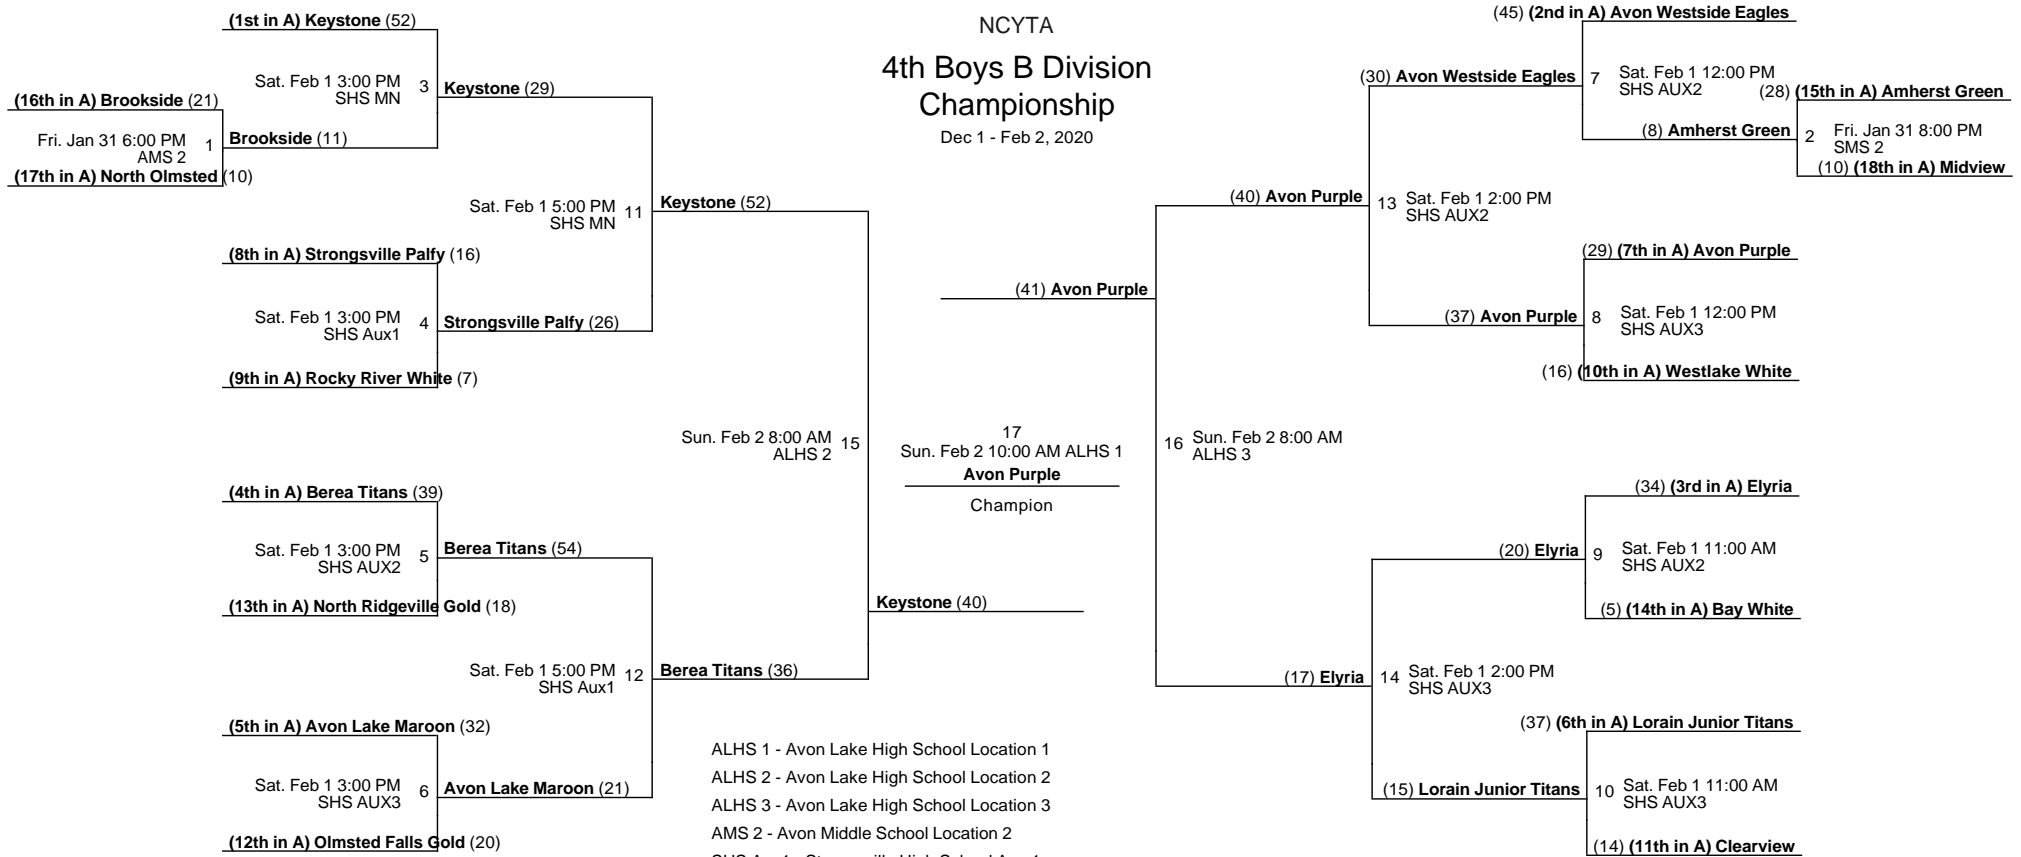 NCYTA
4th Boys B Division
Championship
Dec 1 - Feb 2, 2020
(1st in A) Keystone (52)
Sat. Feb 1 3:00 PM
SHS MN
3
Keystone (29)
(16th in A) Brookside (21)
Fri. Jan 31 6:00 PM
AMS 2
1
Brookside (11)
(17th in A) North Olmsted (10)
Sat. Feb 1 5:00 PM
SHS MN
11
Keystone (52)
(8th in A) Strongsville Palfy (16)
Sat. Feb 1 3:00 PM
SHS Aux1
4
Strongsville Palfy (26)
(9th in A) Rocky River White (7)
Sun. Feb 2 8:00 AM
ALHS 2
15
(4th in A) Berea Titans (39)
Sat. Feb 1 3:00 PM
SHS AUX2
5
Berea Titans (54)
(13th in A) North Ridgeville Gold (18)
Keystone (40)
Sat. Feb 1 5:00 PM
SHS Aux1
12
Berea Titans (36)
(5th in A) Avon Lake Maroon (32)
Sat. Feb 1 3:00 PM
SHS AUX3
6
Avon Lake Maroon (21)
(12th in A) Olmsted Falls Gold (20)
(41) Avon Purple
17
Sun. Feb 2 10:00 AM ALHS 1
Avon Purple
Champion
(45) (2nd in A) Avon Westside Eagles
(30) Avon Westside Eagles
7
Sat. Feb 1 12:00 PM
SHS AUX2
(28) (15th in A) Amherst Green
(8) Amherst Green
2
Fri. Jan 31 8:00 PM
SMS 2
(10) (18th in A) Midview
(40) Avon Purple
13
Sat. Feb 1 2:00 PM
SHS AUX2
(29) (7th in A) Avon Purple
(37) Avon Purple
8
Sat. Feb 1 12:00 PM
SHS AUX3
(16) (10th in A) Westlake White
16
Sun. Feb 2 8:00 AM
ALHS 3
(34) (3rd in A) Elyria
(20) Elyria
9
Sat. Feb 1 11:00 AM
SHS AUX2
(5) (14th in A) Bay White
(17) Elyria
14
Sat. Feb 1 2:00 PM
SHS AUX3
(37) (6th in A) Lorain Junior Titans
(15) Lorain Junior Titans
10
Sat. Feb 1 11:00 AM
SHS AUX3
(14) (11th in A) Clearview
ALHS 1 - Avon Lake High School Location 1
ALHS 2 - Avon Lake High School Location 2
ALHS 3 - Avon Lake High School Location 3
AMS 2 - Avon Middle School Location 2